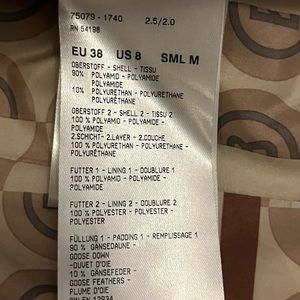 75079 - 1740 2.5/2.0
RN 54198
EU 38 US 8 SML M
OBERSTOFF - SHELL - TISSU
90% POLYAMID - POLYAMIDE
POLYAMIDE
10% POLYURETHAN - POLYURETHANE
POLYURÉTHANE
OBERSTOFF 2 - SHELL 2 - TISSU 2
100 % POLYAMID - POLYAMIDE -
POLYAMIDE
2.SCHICHT- 2.LAYER - 2.COUCHE
100 % POLYURETHAN - POLYURETHANE -
POLYURÉTHANE
FUTTER 1 - LINING 1 - DOUBLURE 1
100 % POLYAMID - POLYAMIDE -
POLYAMIDE
FUTTER 2 - LINING 2 - DOUBLURE 2
100 % POLYESTER - POLYESTER -
POLYESTER
FÜLLUNG 1 - PADDING 1 - REMPLISSAGE 1
90 % GÄNSEDAUNE -
GOOSE DOWN
-DUVET D'OIE
10 % GÄNSEFEDER -
GOOSE FEATHERS -
PLUME D'OIE
DIN EN 12934